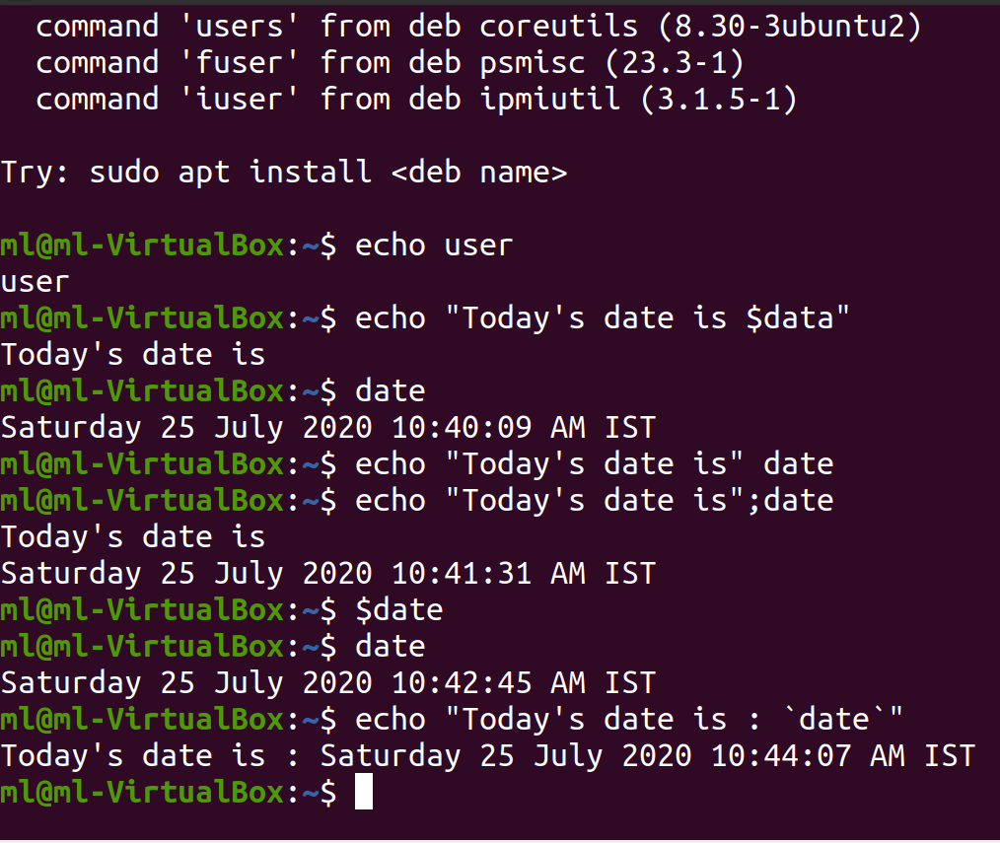 command 'users' from deb coreutils (8.30-3ubuntu2)
command 'fuser' from deb psmisc (23.3-1)
command 'iuser' from deb ipmiutil (3.1.5-1)
Try: sudo apt install <deb name>
ml@ml-VirtualBox:~$ echo user
user
ml@ml-VirtualBox:~$ echo "Today's date is $data"
Today's date is
ml@ml-VirtualBox:~$ date
Saturday 25 July 2020 10:40:09 AM IST
ml@ml-VirtualBox:~$ echo "Today's date is" date
ml@ml-VirtualBox:~$ echo "Today's date is";date
Today's date is
Saturday 25 July 2020 10:41:31 AM IST
ml@ml-VirtualBox:~$ $date
ml@ml-VirtualBox:~$ date
Saturday 25 July 2020 10:42:45 AM IST
ml@ml-VirtualBox:~$ echo "Today's date is : `date`"
Today's date is : Saturday 25 July 2020 10:44:07 AM IST
ml@ml-VirtualBox:~$